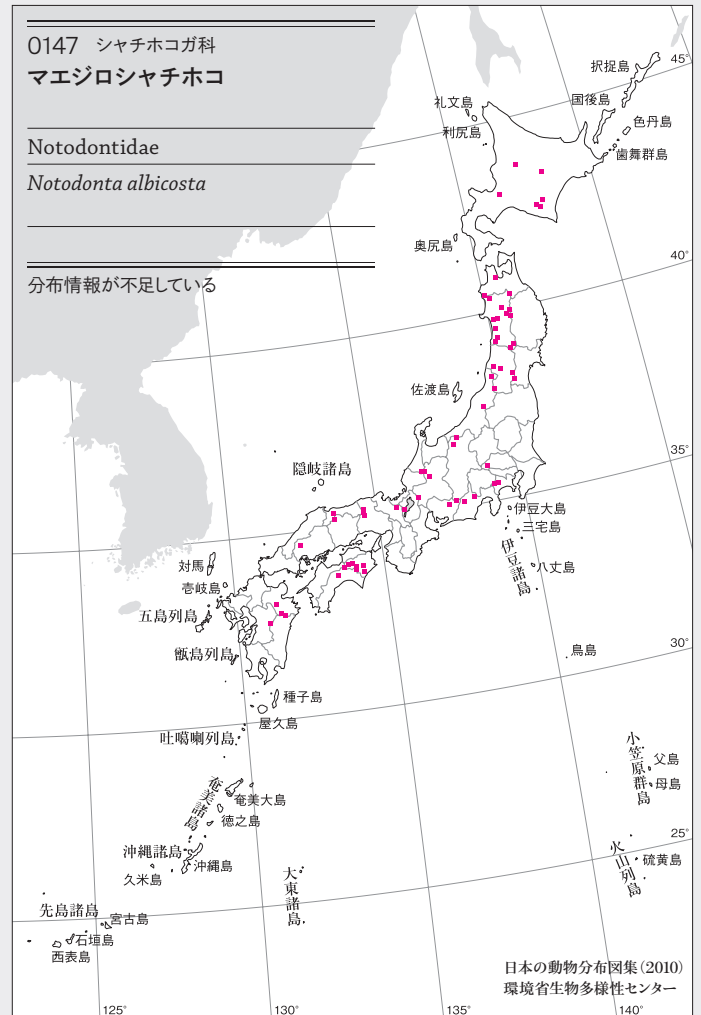 0147 シャチホコガ科
マエジロシャチホコ
Notodontidae
Notodonta albicosta
分布情報が不足している
45°
択捉島
礼文島
国後島
色丹島
利尻島
歯舞群島
奥尻島
40°
佐渡島
35°
隠岐諸島
伊豆大島
三宅島
伊豆諸島
八丈島
対馬
壱岐島
五島列島
甑島列島
鳥島
30°
種子島
屋久島
吐噶喇列島
小笠原群島
父島
母島
奄美諸島
奄美大島
徳之島
25°
火山列島
硫黄島
沖縄諸島
沖縄島
久米島
大東諸島
先島諸島
宮古島
石垣島
西表島
日本の動物分布図集(2010)
環境省生物多様性センター
125°
130°
135°
140°